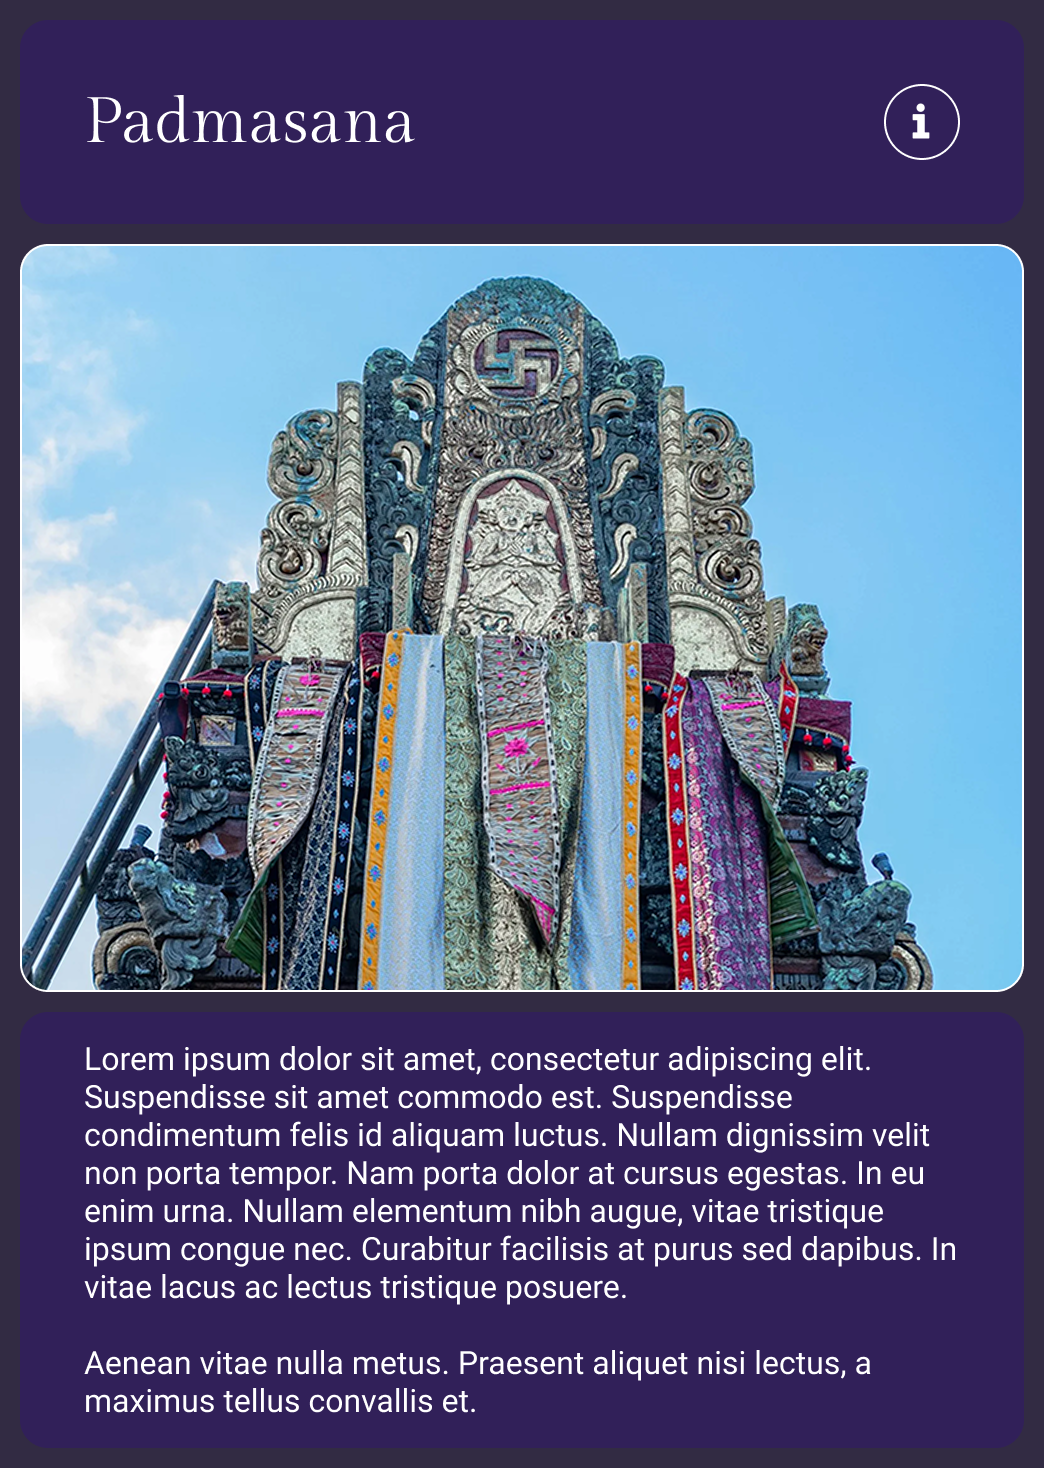 Padmasana
Lorem ipsum dolor sit amet, consectetur adipiscing elit.
Suspendisse sit amet commodo est. Suspendisse
condimentum felis id aliquam luctus. Nullam dignissim velit
non porta tempor. Nam porta dolor at cursus egestas. In eu
enim urna. Nullam elementum nibh augue, vitae tristique
ipsum congue nec. Curabitur facilisis at purus sed dapibus. In
vitae lacus ac lectus tristique posuere.
Aenean vitae nulla metus. Praesent aliquet nisi lectus, a
maximus tellus convallis et.